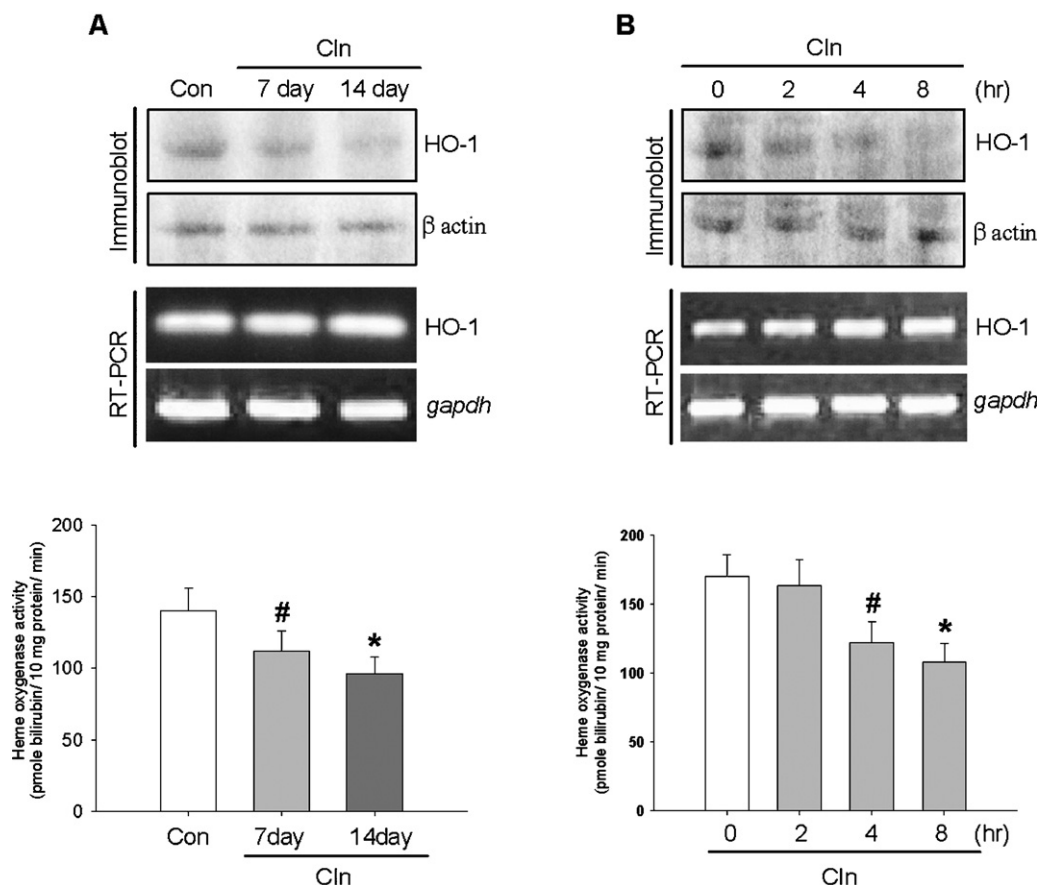 A
Cln
Con 7 day 14 day
Immunoblot
HO-1
β actin
RT-PCR
HO-1
gapdh
Heme oxygenase activity
(pmole bilirubin/ 10 mg protein/ min)
200
150
100
50
0
#
*
Con 7day 14day
Cln
B
Cln
0 2 4 8 (hr)
Immunoblot
HO-1
β actin
RT-PCR
HO-1
gapdh
Heme oxygenase activity
(pmole bilirubin/ 10 mg protein/ min)
200
150
100
50
0
#
*
0 2 4 8 (hr)
Cln